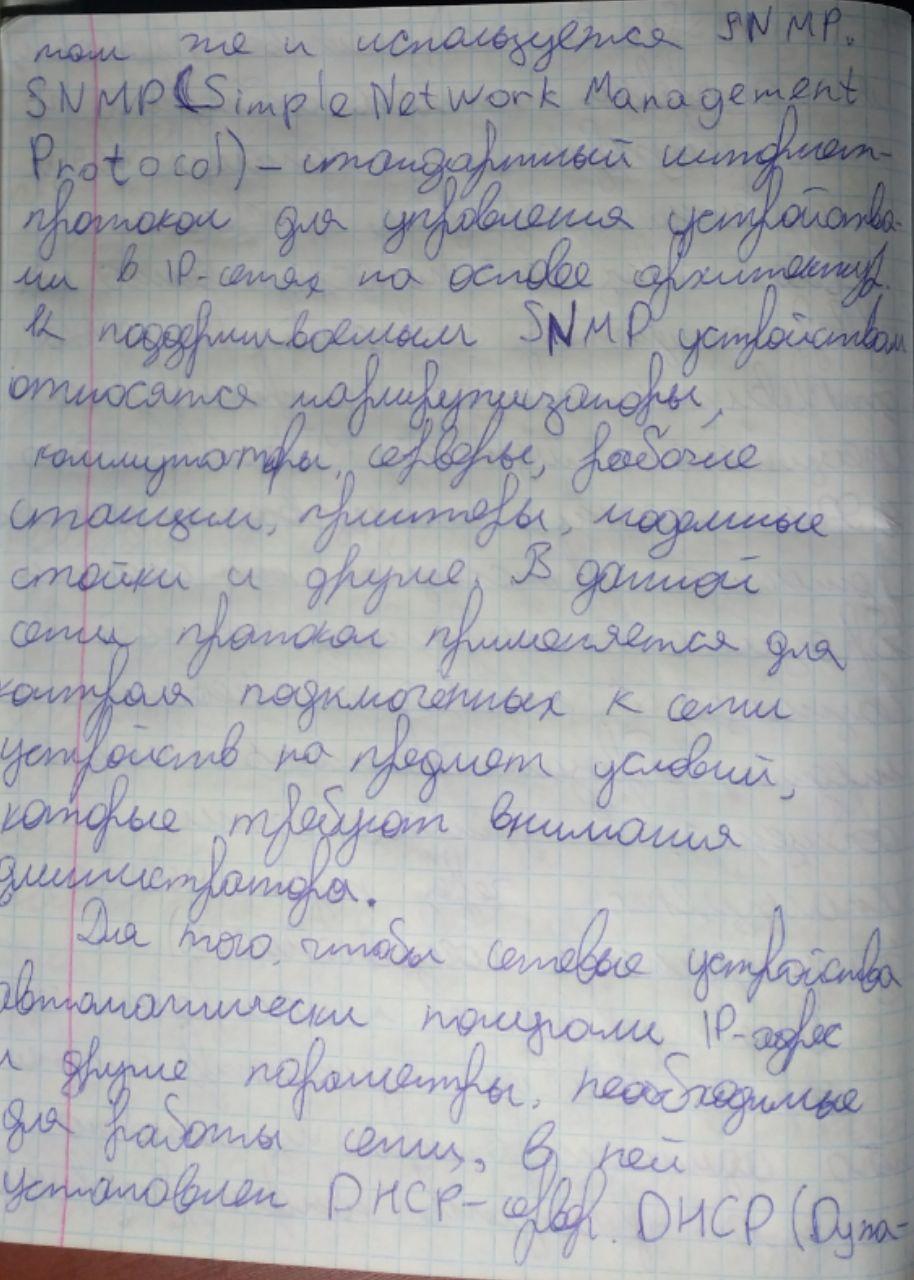 том же и используется SNMP.
SNMP (Simple Network Management
Protocol) – стандартный интернет-
протокол для управления устройства-
ми в IP-сетях на основе архитектур.
К поддерживаемым SNMP устройствам
относятся маршрутизаторы,
коммутаторы, серверы, рабочие
станции, принтеры, модемные
стойки и другие. В данной
сети протокол применяется для
контроля подключенных к сети
устройств на предмет условий,
которые требуют внимания
администратора.
Для того, чтобы сетевые устройства
автоматически получали IP-адрес
и другие параметры, необходимые
для работы сети, в ней
установлен DHCP-сервер. DHCP (Dyna-